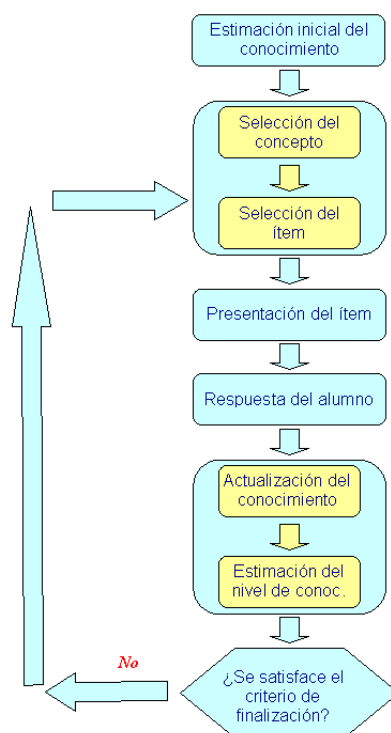 Estimación inicial del
conocimiento
Selección del
concepto
Selección del
ítem
Presentación del ítem
Respuesta del alumno
Actualización del
conocimiento
Estimación del
nivel de conoc.
No
¿Se satisface el
criterio de
finalización?